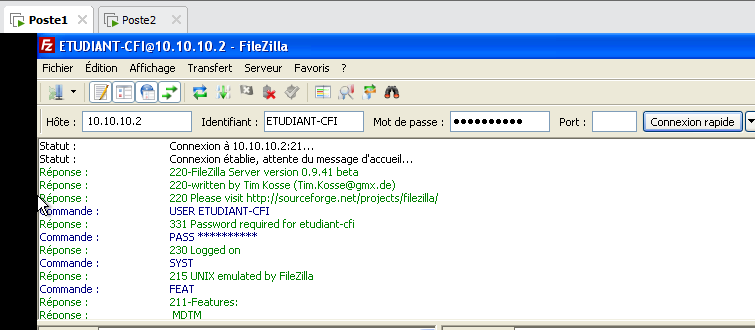 Poste1 Poste2
ETUDIANT-CFI@10.10.10.2 - FileZilla
Fichier Édition Affichage Transfert Serveur Favoris ?
Hôte : 10.10.10.2 Identifiant : ETUDIANT-CFI Mot de passe : ●●●●●●●●●● Port : Connexion rapide
Statut : Connexion à 10.10.10.2:21...
Statut : Connexion établie, attente du message d'accueil...
Réponse : 220-FileZilla Server version 0.9.41 beta
Réponse : 220-written by Tim Kosse (Tim.Kosse@gmx.de)
Réponse : 220 Please visit http://sourceforge.net/projects/filezilla/
Commande : USER ETUDIANT-CFI
Réponse : 331 Password required for etudiant-cfi
Commande : PASS **********
Réponse : 230 Logged on
Commande : SYST
Réponse : 215 UNIX emulated by FileZilla
Commande : FEAT
Réponse : 211-Features:
Réponse : MDTM